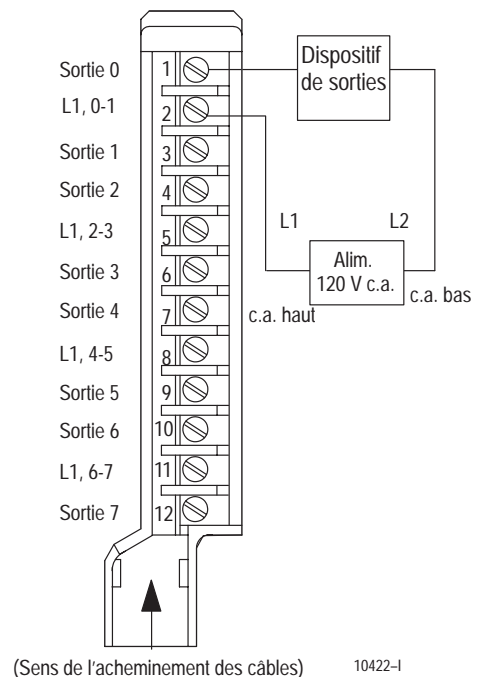 Sortie 0
L1, 0-1
Sortie 1
Sortie 2
L1, 2-3
Sortie 3
Sortie 4
L1, 4-5
Sortie 5
Sortie 6
L1, 6-7
Sortie 7
1
2
3
4
5
6
7
8
9
10
11
12
Dispositif
de sorties
L1
L2
Alim.
120 V c.a.
c.a. haut
c.a. bas
(Sens de l'acheminement des câbles)
10422–I